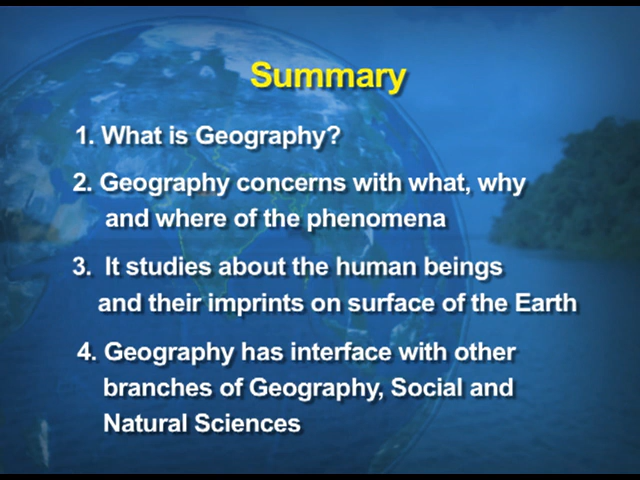 Summary
1. What is Geography?
2. Geography concerns with what, why
and where of the phenomena
3. It studies about the human beings
and their imprints on surface of the Earth
4. Geography has interface with other
branches of Geography, Social and
Natural Sciences